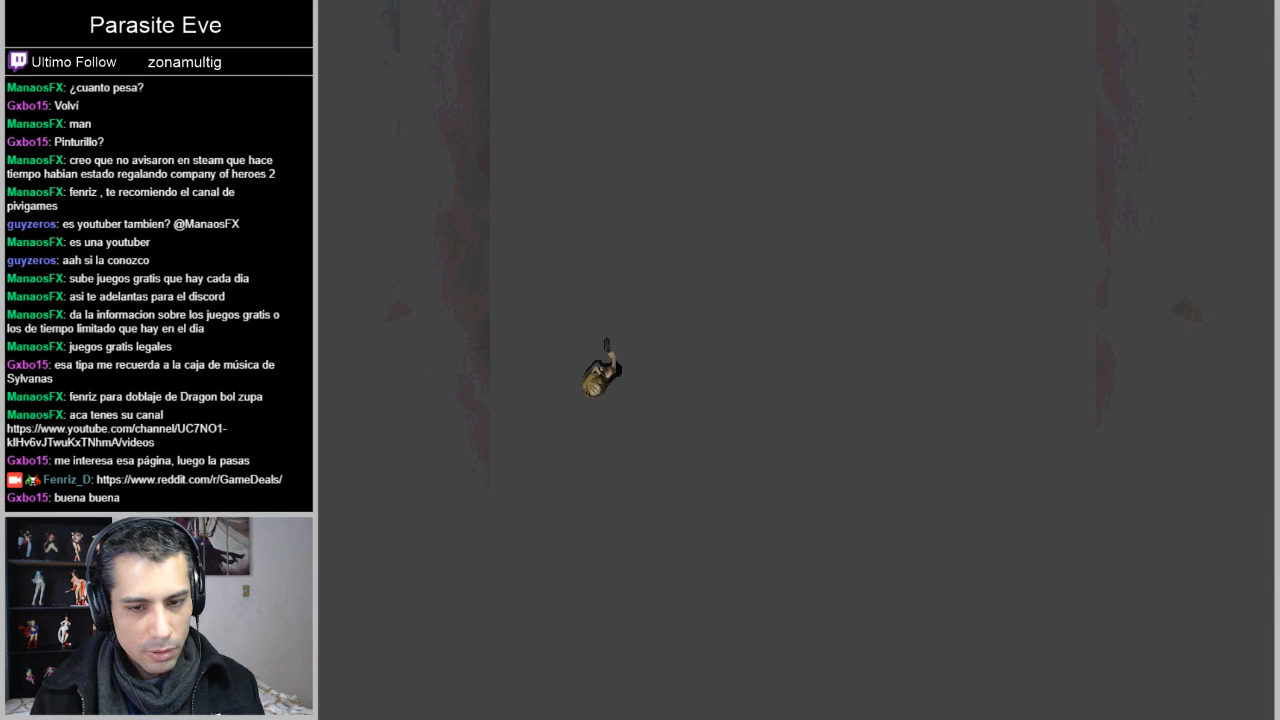 Parasite Eve
Ultimo Follow zonamultig
ManaosFX: ¿cuanto pesa?
Gxbo15: Volví
ManaosFX: man
Gxbo15: Pinturillo?
ManaosFX: creo que no avisaron en steam que hace
tiempo habian estado regalando company of heroes 2
ManaosFX: fenriz , te recomiendo el canal de
pivigames
guyzeros: es youtuber tambien? @ManaosFX
ManaosFX: es una youtuber
guyzeros: aah si la conozco
ManaosFX: sube juegos gratis que hay cada dia
ManaosFX: asi te adelantas para el discord
ManaosFX: da la informacion sobre los juegos gratis o
los de tiempo limitado que hay en el dia
ManaosFX: juegos gratis legales
Gxbo15: esa tipa me recuerda a la caja de música de
Sylvanas
ManaosFX: fenriz para doblaje de Dragon bol zupa
ManaosFX: aca tenes su canal
https://www.youtube.com/channel/UC7NO1-
kIHv6vJTwuKxTNhmA/videos
Gxbo15: me interesa esa página, luego la pasas
Fenriz_D: https://www.reddit.com/r/GameDeals/
Gxbo15: buena buena